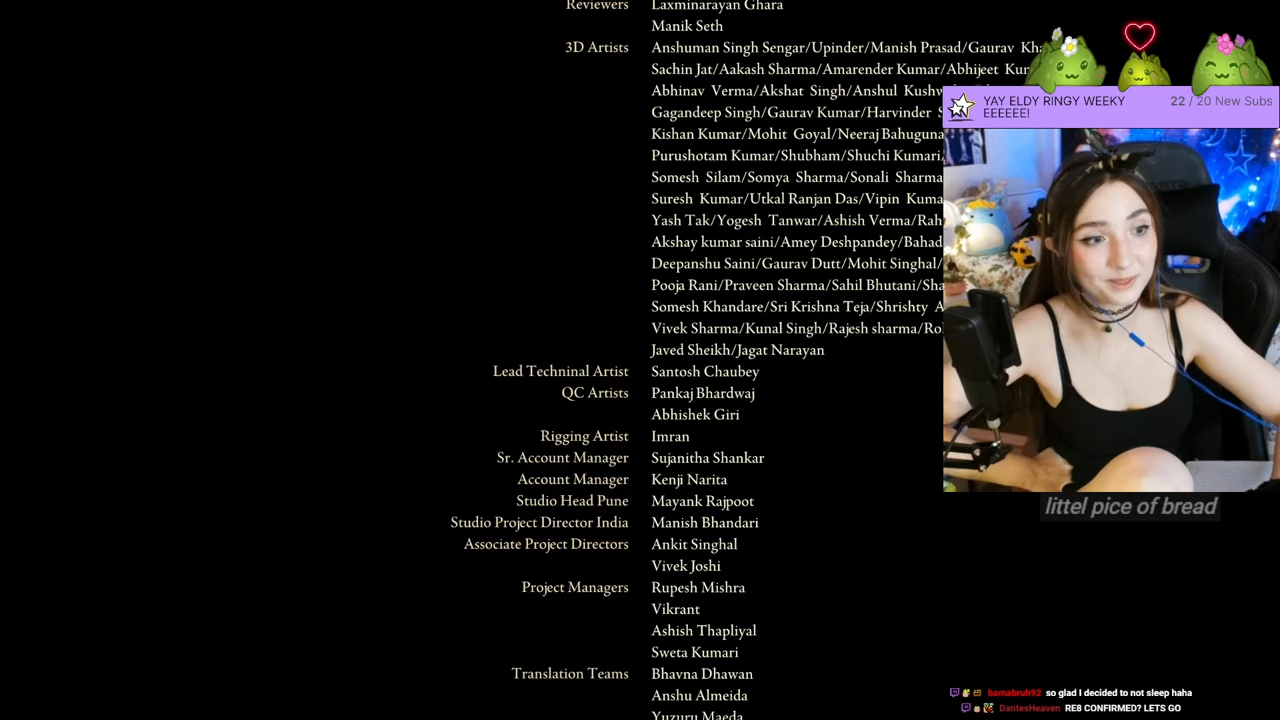 Reviewers Laxminarayan Ghara
Manik Seth
3D Artists Anshuman Singh Sengar/Upinder/Manish Prasad/Gaurav
Sachin Jat/Aakash Sharma/Amarender Kumar/Abhijeet
Abhinav Verma/Akshat Singh/Anshul
Gagandeep Singh/Gaurav Kumar/Harvinder
Kishan Kumar/Mohit Goyal/Neeraj Bahuguna
Purushotam Kumar/Shubham/Shuchi Kumari/
Somesh Silam/Somya Sharma/Sonali Sharma
Suresh Kumar/Utkal Ranjan Das/Vipin
Yash Tak/Yogesh Tanwar/Ashish Verma/
Akshay kumar saini/Amey Deshpandey/
Deepanshu Saini/Gaurav Dutt/Mohit Singhal/
Pooja Rani/Praveen Sharma/Sahil Bhutani/
Somesh Khandare/Sri Krishna Teja/Shrishty
Vivek Sharma/Kunal Singh/Rajesh sharma/
Javed Sheikh/Jagat Narayan
Lead Techninal Artist Santosh Chaubey
QC Artists Pankaj Bhardwaj
Abhishek Giri
Rigging Artist Imran
Sr. Account Manager Sujanitha Shankar
Account Manager Kenji Narita
Studio Head Pune Mayank Rajpoot
Studio Project Director India Manish Bhandari
Associate Project Directors Ankit Singhal
Vivek Joshi
Project Managers Rupesh Mishra
Vikrant
Ashish Thapliyal
Sweta Kumari
Translation Teams Bhavna Dhawan
Anshu Almeida
Yuzuru Maeda
YAY ELDY RINGY WEEKY
EEEEEE!
22 / 20 New Subs
littel pice of bread
bamabruh92 so glad I decided to not sleep haha
DantesHeaven RE8 CONFIRMED? LETS GO